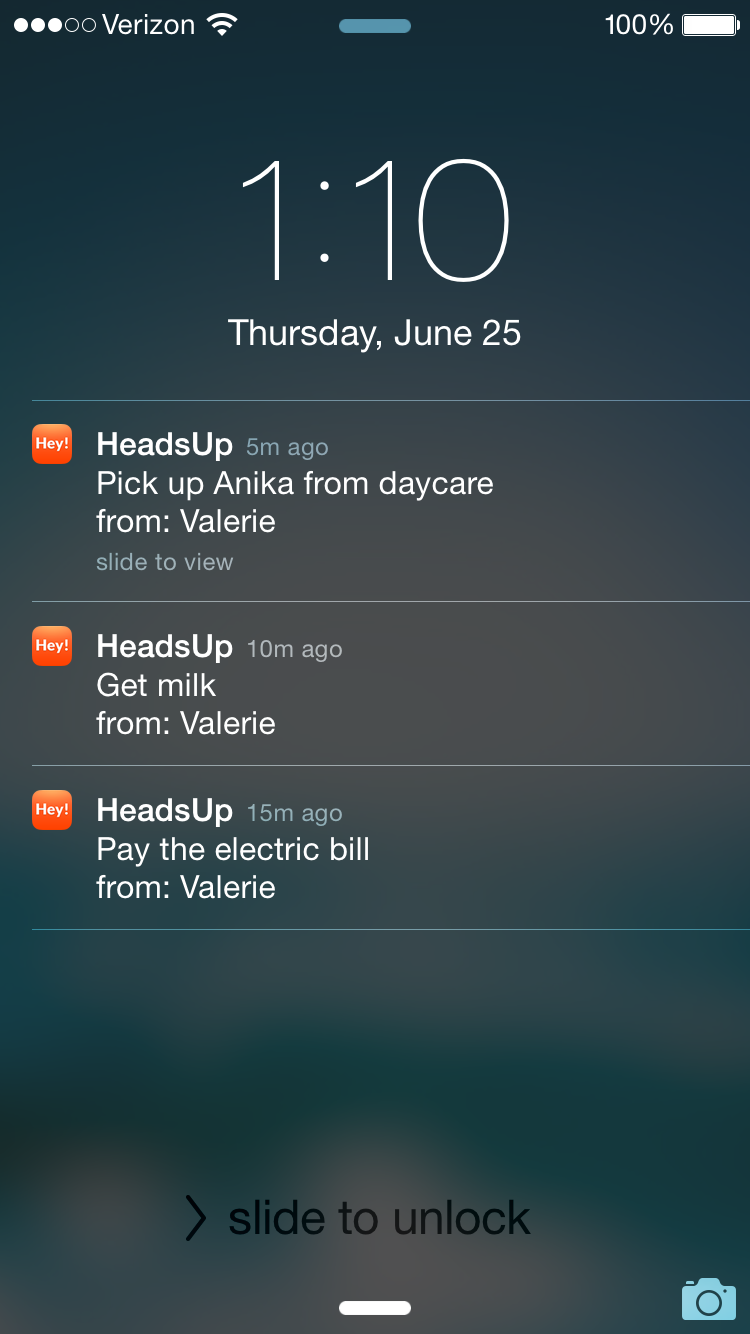 Verizon 100%
1:10
Thursday, June 25
Hey! HeadsUp 5m ago
Pick up Anika from daycare
from: Valerie
slide to view
Hey! HeadsUp 10m ago
Get milk
from: Valerie
Hey! HeadsUp 15m ago
Pay the electric bill
from: Valerie
slide to unlock